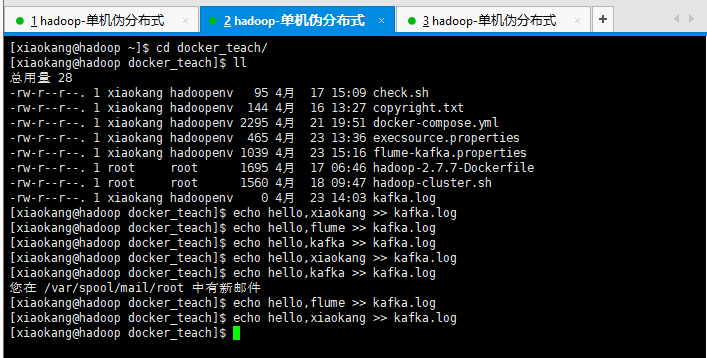 1 hadoop-单机伪分布式 × 2 hadoop-单机伪分布式 × 3 hadoop-单机伪分布式 × +
[xiaokang@hadoop ~]$ cd docker_teach/
[xiaokang@hadoop docker_teach]$ ll
总用量 28
-rw-r--r--. 1 xiaokang hadoopenv   95 4月  17 15:09 check.sh
-rw-r--r--. 1 xiaokang hadoopenv  144 4月  16 13:27 copyright.txt
-rw-r--r--. 1 xiaokang hadoopenv 2295 4月  21 19:51 docker-compose.yml
-rw-r--r--. 1 xiaokang hadoopenv  465 4月  23 13:36 execsource.properties
-rw-r--r--. 1 xiaokang hadoopenv 1039 4月  23 15:16 flume-kafka.properties
-rw-r--r--. 1 root     root      1695 4月  17 06:46 hadoop-2.7.7-Dockerfile
-rw-r--r--. 1 root     root      1560 4月  18 09:47 hadoop-cluster.sh
-rw-r--r--. 1 xiaokang hadoopenv    0 4月  23 14:03 kafka.log
[xiaokang@hadoop docker_teach]$ echo hello,xiaokang >> kafka.log
[xiaokang@hadoop docker_teach]$ echo hello,flume >> kafka.log
[xiaokang@hadoop docker_teach]$ echo hello,kafka >> kafka.log
[xiaokang@hadoop docker_teach]$ echo hello,xiaokang >> kafka.log
[xiaokang@hadoop docker_teach]$ echo hello,kafka >> kafka.log
您在 /var/spool/mail/root 中有新邮件
[xiaokang@hadoop docker_teach]$ echo hello,flume >> kafka.log
[xiaokang@hadoop docker_teach]$ echo hello,xiaokang >> kafka.log
[xiaokang@hadoop docker_teach]$